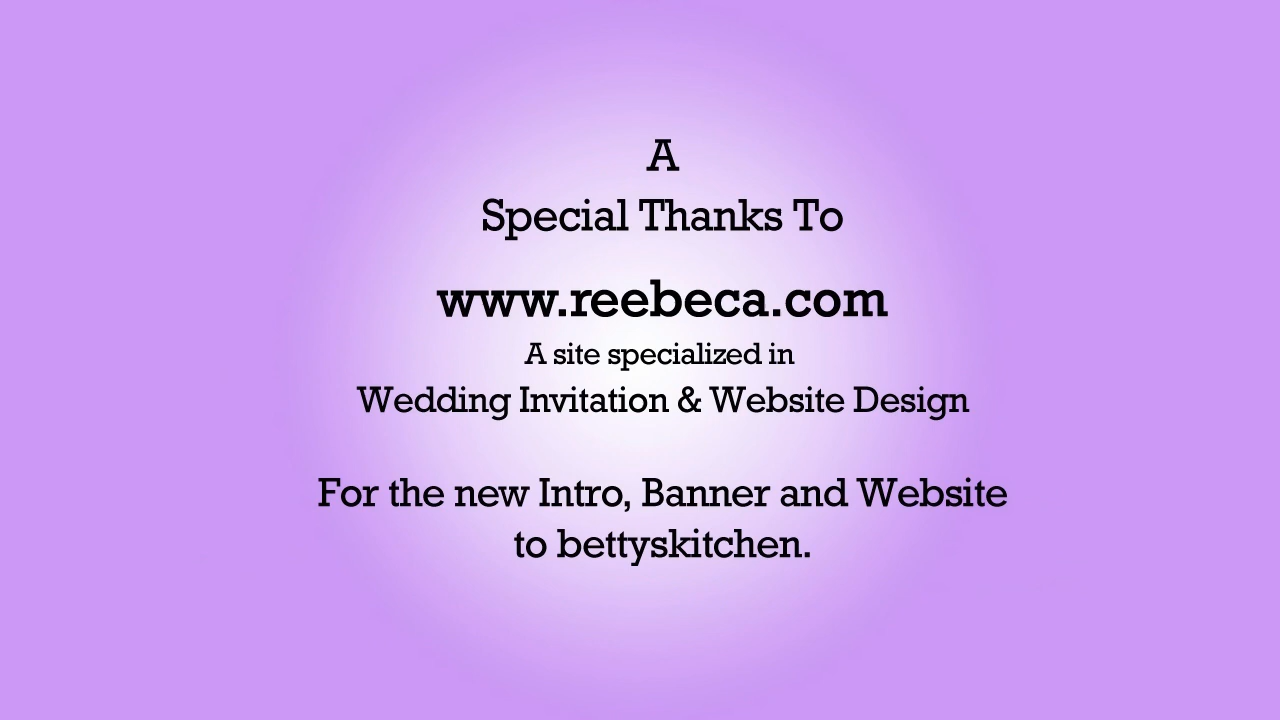 A
Special Thanks To
www.reebeca.com
A site specialized in
Wedding Invitation & Website Design
For the new Intro, Banner and Website
to bettyskitchen.